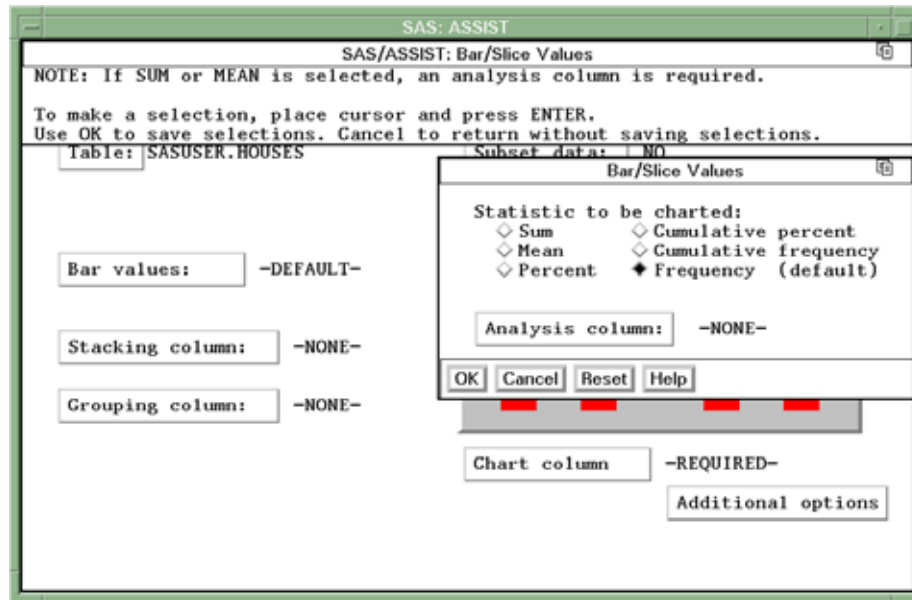 SAS: ASSIST
SAS/ASSIST: Bar/Slice Values
NOTE: If SUM or MEAN is selected, an analysis column is required.
To make a selection, place cursor and press ENTER.
Use OK to save selections. Cancel to return without saving selections.
Table: SASUSER.HOUSES Subset data: NO
Bar/Slice Values
Statistic to be charted:
Sum Cumulative percent
Mean Cumulative frequency
Percent Frequency (default)
Bar values: -DEFAULT-
Analysis column: -NONE-
Stacking column: -NONE-
OK Cancel Reset Help
Grouping column: -NONE-
Chart column -REQUIRED-
Additional options